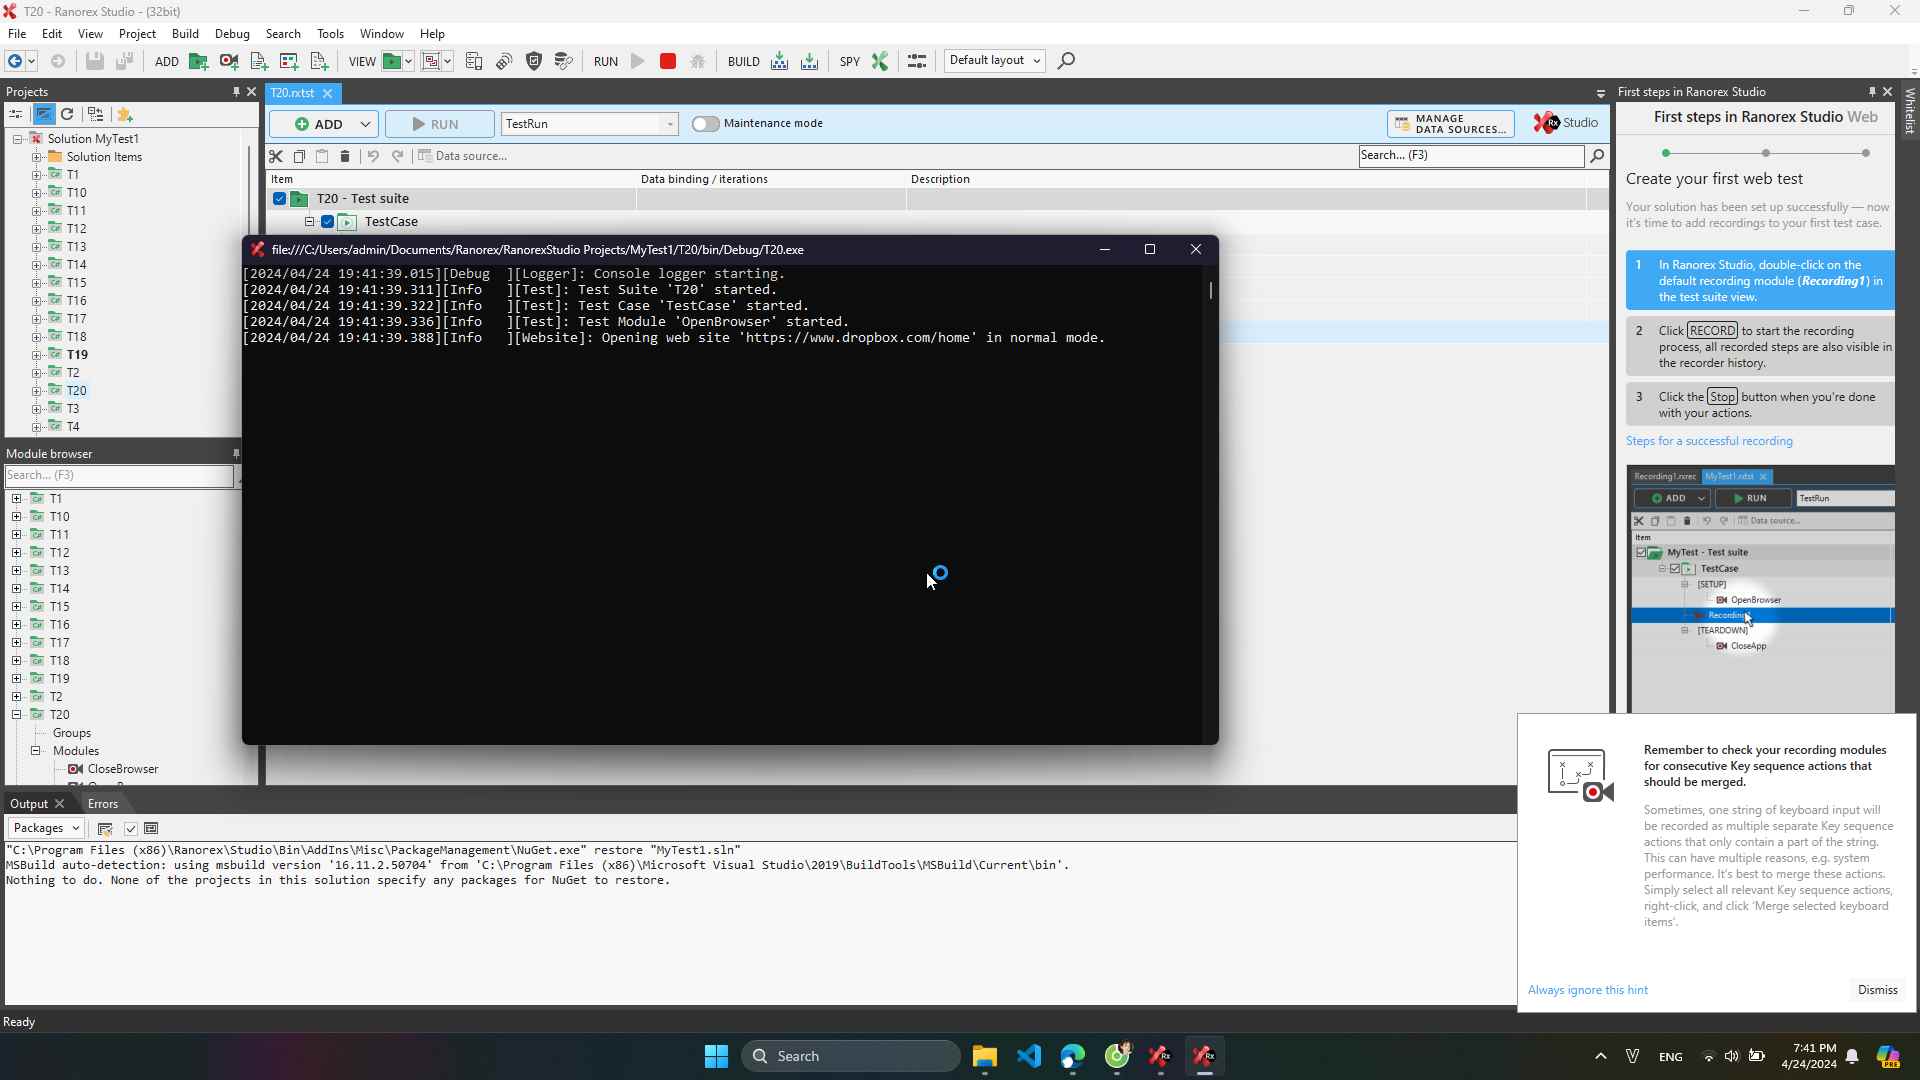 T20 - Ranorex Studio - (32bit)
File Edit View Project Build Debug Search Tools Window Help
ADD VIEW RUN BUILD SPY Default layout
Projects
T20.rxtst
First steps in Ranorex Studio
Whitelist
ADD RUN TestRun Maintenance mode MANAGE DATA SOURCES... Rx Studio
First steps in Ranorex Studio Web
Data source... Search... (F3)
Item Data binding / iterations Description
T20 - Test suite
TestCase
Solution MyTest1
Solution Items
T1
T10
T11
T12
T13
T14
T15
T16
T17
T18
T19
T2
T20
T3
T4
file:///C:/Users/admin/Documents/Ranorex/RanorexStudio Projects/MyTest1/T20/bin/Debug/T20.exe
[2024/04/24 19:41:39.015][Debug  ][Logger]: Console logger starting.
[2024/04/24 19:41:39.311][Info   ][Test]: Test Suite 'T20' started.
[2024/04/24 19:41:39.322][Info   ][Test]: Test Case 'TestCase' started.
[2024/04/24 19:41:39.336][Info   ][Test]: Test Module 'OpenBrowser' started.
[2024/04/24 19:41:39.388][Info   ][Website]: Opening web site 'https://www.dropbox.com/home' in normal mode.
Create your first web test
Your solution has been set up successfully — now
it's time to add recordings to your first test case.
1 In Ranorex Studio, double-click on the
default recording module (Recording1) in
the test suite view.
2 Click RECORD to start the recording
process, all recorded steps are also visible in
the recorder history.
3 Click the Stop button when you're done
with your actions.
Steps for a successful recording
Recording1.rxrec MyTest1.rxtst
ADD RUN TestRun
Data source...
Item
MyTest - Test suite
TestCase
[SETUP]
OpenBrowser
Recording
[TEARDOWN]
CloseApp
Module browser
Search... (F3)
T1
T10
T11
T12
T13
T14
T15
T16
T17
T18
T19
T2
T20
Groups
Modules
CloseBrowser
Remember to check your recording modules
for consecutive Key sequence actions that
should be merged.
Sometimes, one string of keyboard input will
be recorded as multiple separate Key sequence
actions that only contain a part of the string.
This can have multiple reasons, e.g. system
performance. It's best to merge these actions.
Simply select all relevant Key sequence actions,
right-click, and click 'Merge selected keyboard
items'.
Always ignore this hint Dismiss
Output Errors
Packages
"C:\Program Files (x86)\Ranorex\Studio\Bin\AddIns\Misc\PackageManagement\NuGet.exe" restore "MyTest1.sln"
MSBuild auto-detection: using msbuild version '16.11.2.50704' from 'C:\Program Files (x86)\Microsoft Visual Studio\2019\BuildTools\MSBuild\Current\bin'.
Nothing to do. None of the projects in this solution specify any packages for NuGet to restore.
Ready
Search
ENG
7:41 PM
4/24/2024